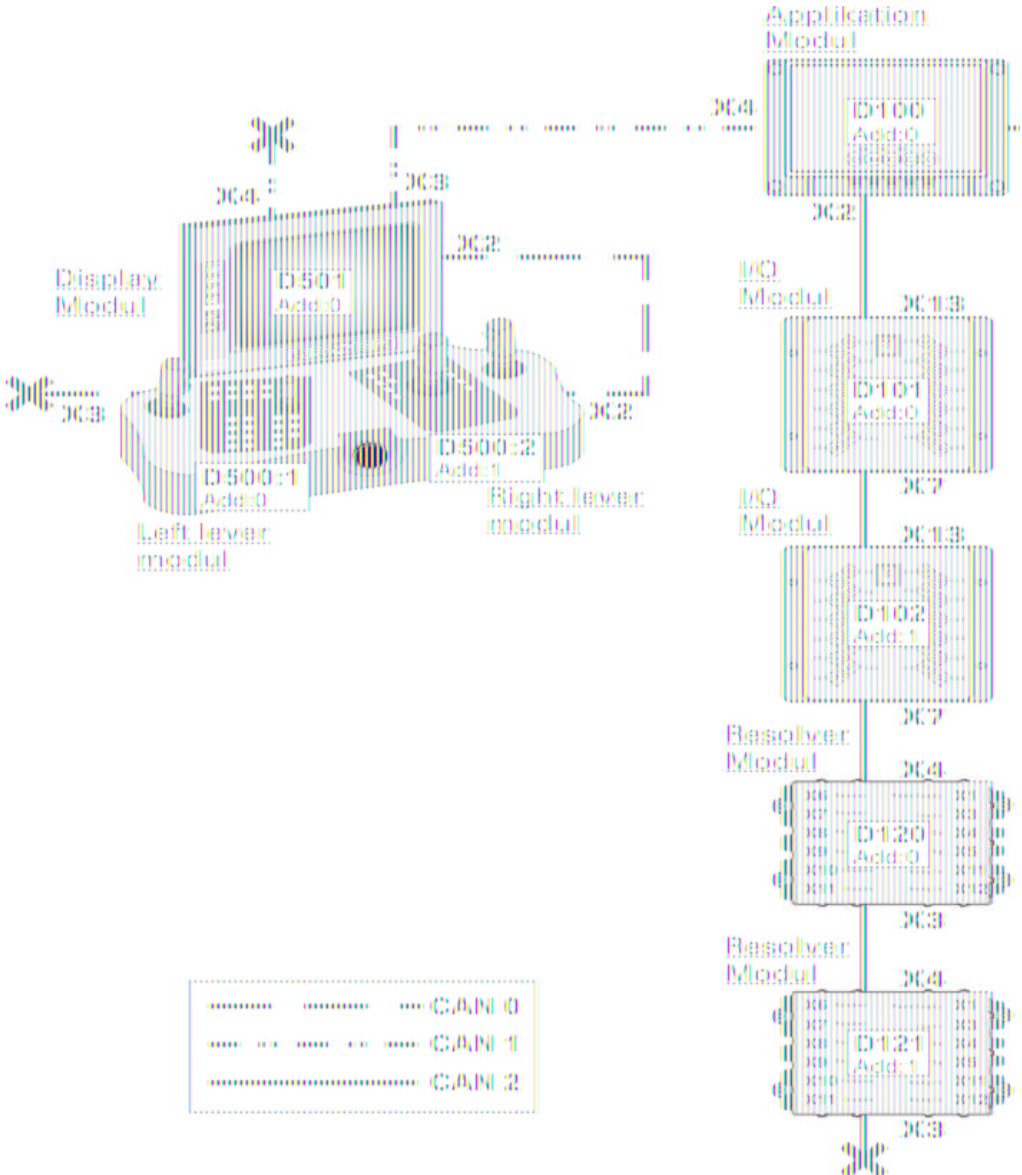 Applikation
Modul
X4
D100
Add:0
X2
X4
X3
X2
Display
Modul
D501
Add:0
X3
X2
D500:1
Add:0
D500:2
Add:1
Left lever
modul
Right lever
modul
I/O
Modul
X13
D101
Add:0
X7
I/O
Modul
X13
D102
Add:1
X7
Resolver
Modul
X4
D120
Add:0
X3
Resolver
Modul
X4
D121
Add:1
X3
CAN 0
CAN 1
CAN 2